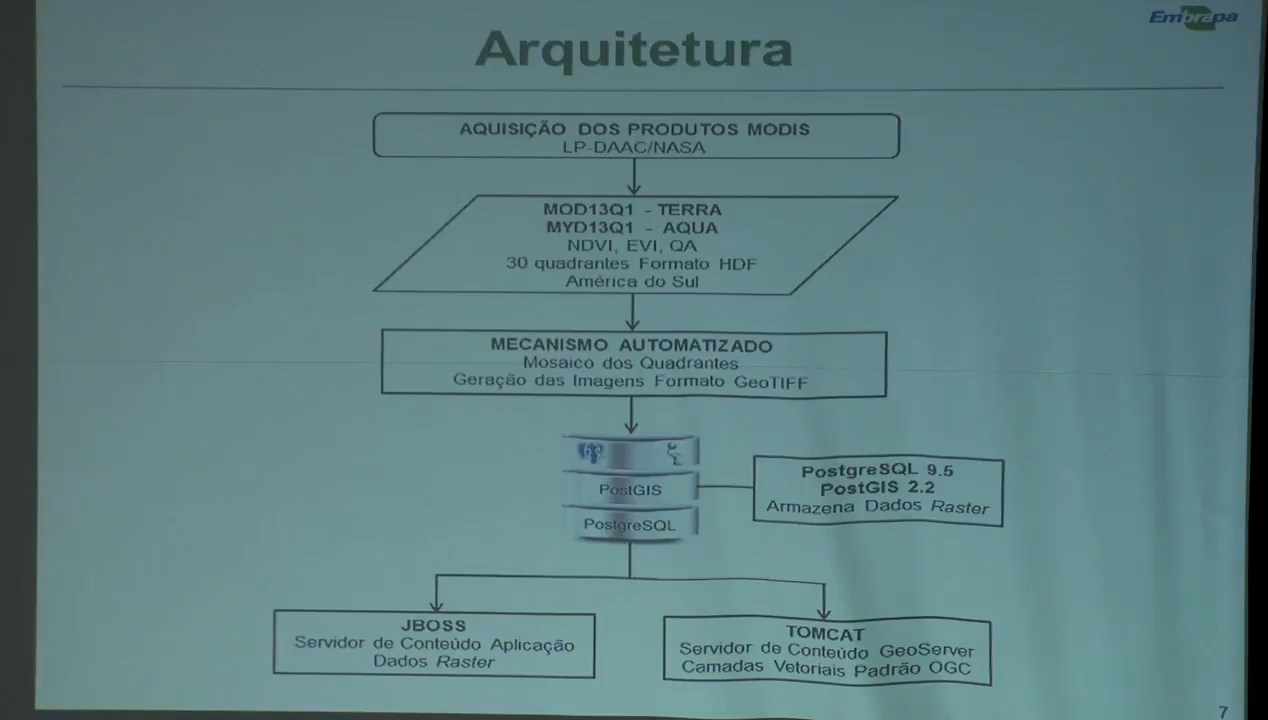 Embrapa
Arquitetura
AQUISIÇÃO DOS PRODUTOS MODIS
LP-DAAC/NASA
MOD13Q1 - TERRA
MYD13Q1 - AQUA
NDVI, EVI, QA
30 quadrantes Formato HDF
América do Sul
MECANISMO AUTOMATIZADO
Mosaico dos Quadrantes
Geração das Imagens Formato GeoTIFF
PostGIS
PostgreSQL
PostgreSQL 9.5
PostGIS 2.2
Armazena Dados Raster
JBOSS
Servidor de Conteúdo Aplicação
Dados Raster
TOMCAT
Servidor de Conteúdo GeoServer
Camadas Vetoriais Padrão OGC
7